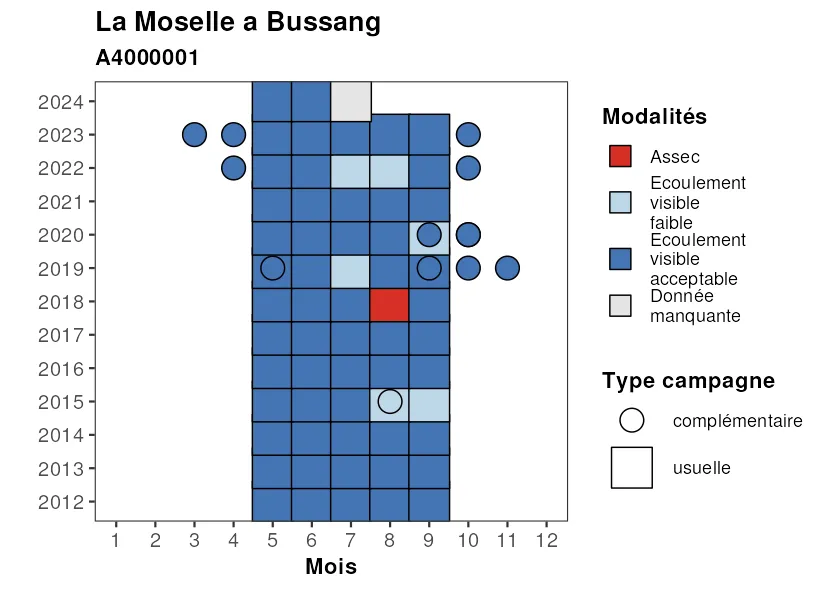 La Moselle a Bussang
A4000001
2024
2023
2022
2021
2020
2019
2018
2017
2016
2015
2014
2013
2012
1 2 3 4 5 6 7 8 9 10 11 12
Mois
Modalités
Assec
Ecoulement
visible
faible
Ecoulement
visible
acceptable
Donnée
manquante
Type campagne
complémentaire
usuelle